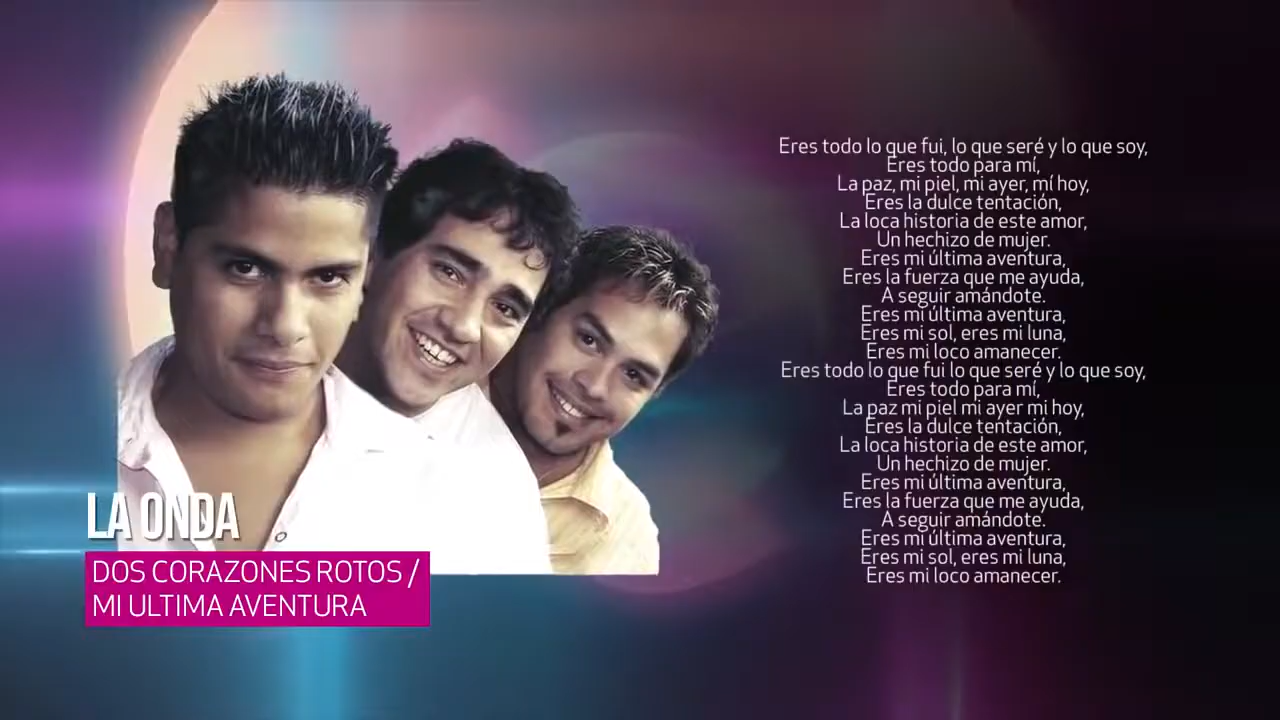 LA ONDA
DOS CORAZONES ROTOS /
MI ULTIMA AVENTURA
Eres todo lo que fui, lo que seré y lo que soy,
Eres todo para mí,
La paz, mi piel, mi ayer, mí hoy,
Eres la dulce tentación,
La loca historia de este amor,
Un hechizo de mujer.
Eres mi última aventura,
Eres la fuerza que me ayuda,
A seguir amándote.
Eres mi última aventura,
Eres mi sol, eres mi luna,
Eres mi loco amanecer.
Eres todo lo que fui lo que seré y lo que soy,
Eres todo para mí,
La paz mi piel mi ayer mi hoy,
Eres la dulce tentación,
La loca historia de este amor,
Un hechizo de mujer.
Eres mi última aventura,
Eres la fuerza que me ayuda,
A seguir amándote.
Eres mi última aventura,
Eres mi sol, eres mi luna,
Eres mi loco amanecer.